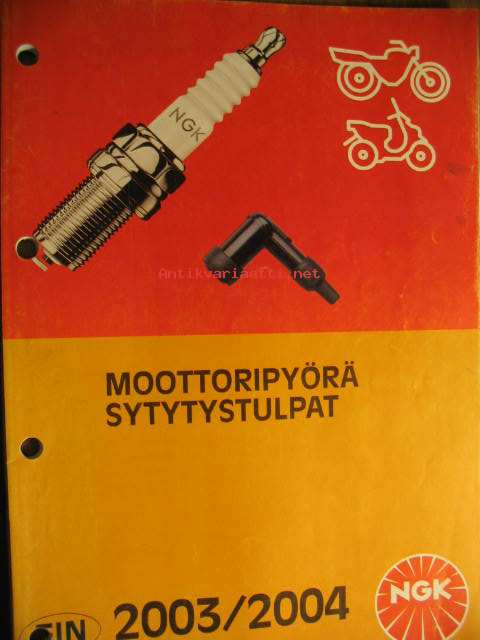 NGK
Antikvariaatti.net
MOOTTORIPYÖRÄ
SYTYTYSTULPAT
FIN
2003/2004
NGK